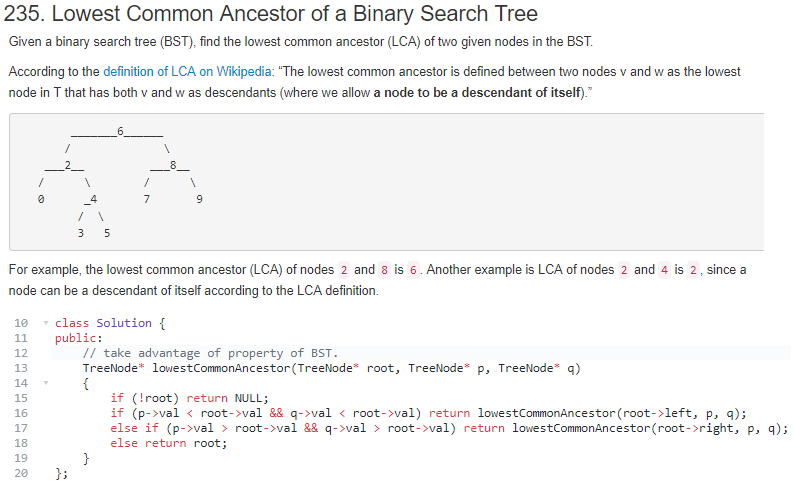 235. Lowest Common Ancestor of a Binary Search Tree
Given a binary search tree (BST), find the lowest common ancestor (LCA) of two given nodes in the BST.
According to the definition of LCA on Wikipedia: “The lowest common ancestor is defined between two nodes v and w as the lowest
node in T that has both v and w as descendants (where we allow a node to be a descendant of itself).”
_______6______
/ \
___2__ ___8__
/ \ / \
0 _4 7 9
/ \
3 5
For example, the lowest common ancestor (LCA) of nodes 2 and 8 is 6. Another example is LCA of nodes 2 and 4 is 2, since a
node can be a descendant of itself according to the LCA definition.
10 class Solution {
11 public:
12 // take advantage of property of BST.
13 TreeNode* lowestCommonAncestor(TreeNode* root, TreeNode* p, TreeNode* q)
14 {
15 if (!root) return NULL;
16 if (p->val < root->val && q->val < root->val) return lowestCommonAncestor(root->left, p, q);
17 else if (p->val > root->val && q->val > root->val) return lowestCommonAncestor(root->right, p, q);
18 else return root;
19 }
20 };